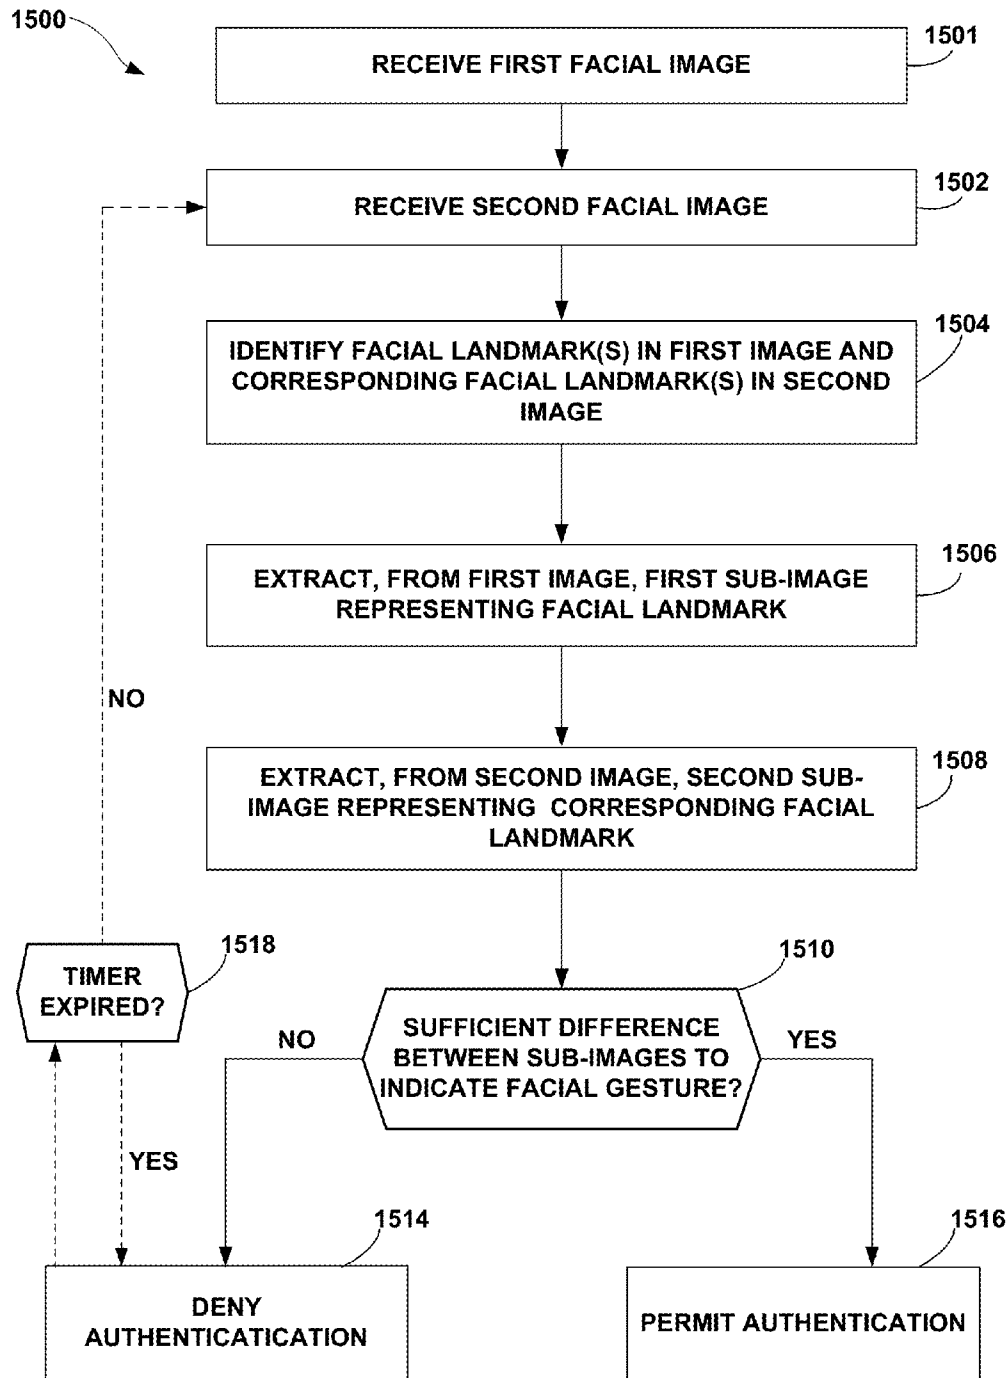 1500
RECEIVE FIRST FACIAL IMAGE
1501
RECEIVE SECOND FACIAL IMAGE
1502
IDENTIFY FACIAL LANDMARK(S) IN FIRST IMAGE AND
CORRESPONDING FACIAL LANDMARK(S) IN SECOND
IMAGE
1504
EXTRACT, FROM FIRST IMAGE, FIRST SUB-IMAGE
REPRESENTING FACIAL LANDMARK
1506
NO
EXTRACT, FROM SECOND IMAGE, SECOND SUB-
IMAGE REPRESENTING CORRESPONDING FACIAL
LANDMARK
1508
TIMER
EXPIRED?
1518
SUFFICIENT DIFFERENCE
BETWEEN SUB-IMAGES TO
INDICATE FACIAL GESTURE?
1510
NO
YES
YES
DENY
AUTHENTICATICATION
1514
PERMIT AUTHENTICATION
1516